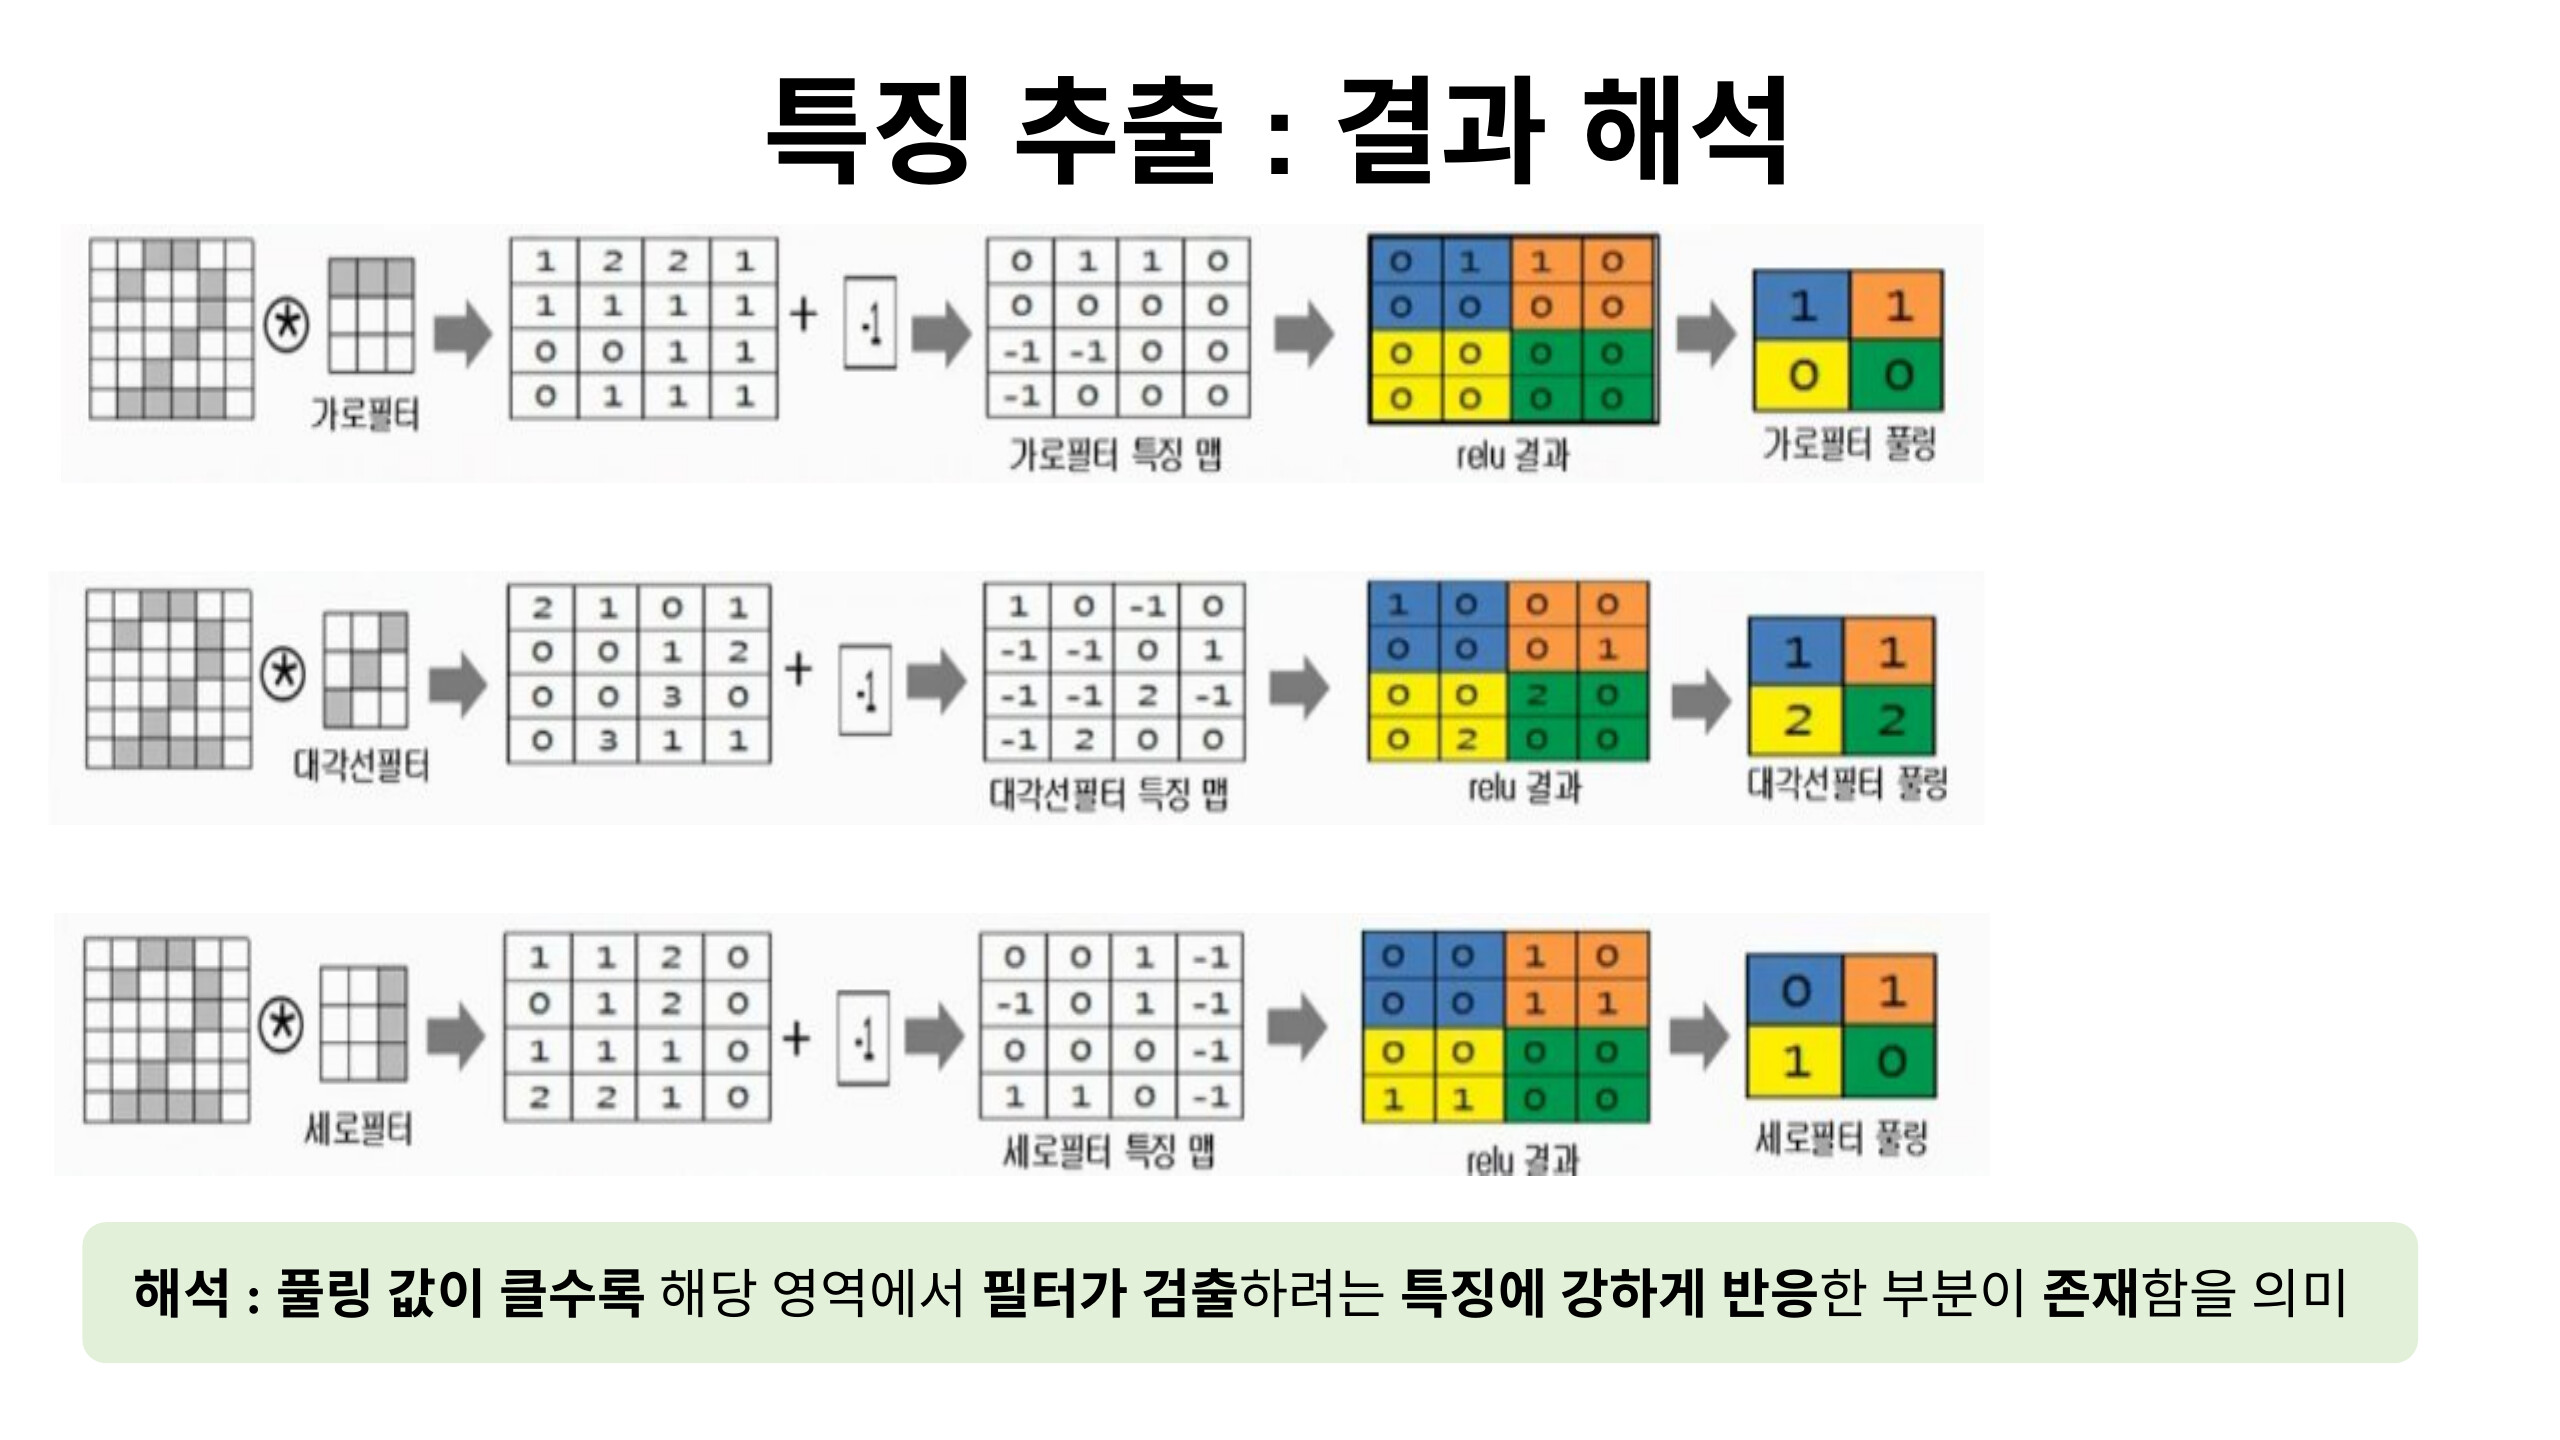 특징 추출 : 결과 해석
1 2 2 1
1 1 1 1
0 0 1 1
0 1 1 1
+
-1
0 1 1 0
0 0 0 0
-1 -1 0 0
-1 0 0 0
0 1 1 0
0 0 0 0
0 0 0 0
0 0 0 0
1 1
0 0
가로필터
가로필터 특징 맵
relu 결과
가로필터 풀링
2 1 0 1
0 0 1 2
0 0 3 0
0 3 1 1
+
-1
1 0 -1 0
-1 -1 0 1
-1 -1 2 -1
-1 2 0 0
1 0 0 0
0 0 0 1
0 0 2 0
0 2 0 0
1 1
2 2
대각선필터
대각선필터 특징 맵
relu 결과
대각선필터 풀링
1 1 2 0
0 1 2 0
1 1 1 0
2 2 1 0
+
-1
0 0 1 -1
-1 0 1 -1
0 0 0 -1
1 1 0 -1
0 0 1 0
0 0 1 1
0 0 0 0
1 1 0 0
0 1
1 0
세로필터
세로필터 특징 맵
relu 결과
세로필터 풀링
해석 : 풀링 값이 클수록 해당 영역에서 필터가 검출하려는 특징에 강하게 반응한 부분이 존재함을 의미